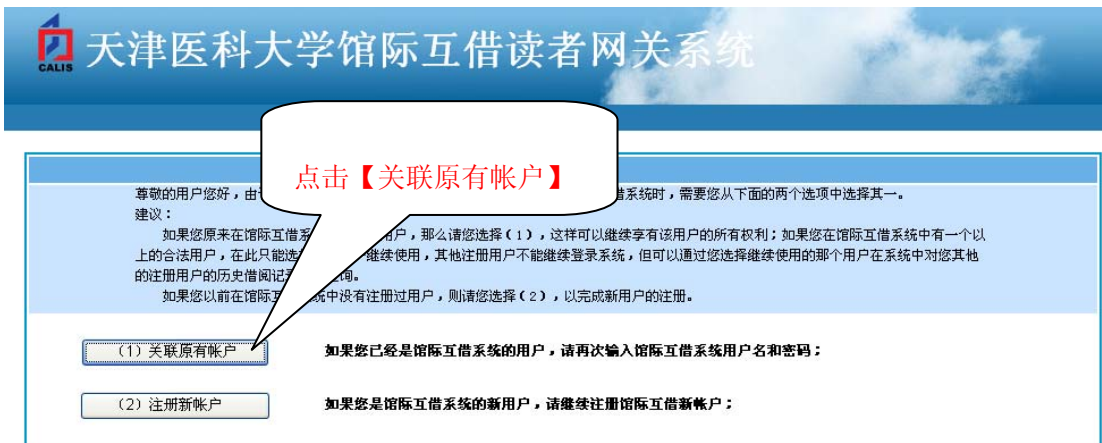 CALIS
天津医科大学馆际互借读者网关系统
点击【关联原有帐户】
尊敬的用户您好，由 借系统时，需要您从下面的两个选项中选择其一。
建议：
如果您原来在馆际互借系 用户，那么请您选择(1)，这样可以继续享有该用户的所有权利；如果您在馆际互借系统中有一个以
上的合法用户，在此只能选 继续使用，其他注册用户不能继续登录系统，但可以通过您选择继续使用的那个用户在系统中对您其他
的注册用户的历史借阅记 询。
如果您以前在馆际互 统中没有注册过用户，则请您选择(2)，以完成新用户的注册。
(1) 关联原有帐户 如果您已经是馆际互借系统的用户，请再次输入馆际互借系统用户名和密码；
(2) 注册新帐户 如果您是馆际互借系统的新用户，请继续注册馆际互借新帐户；